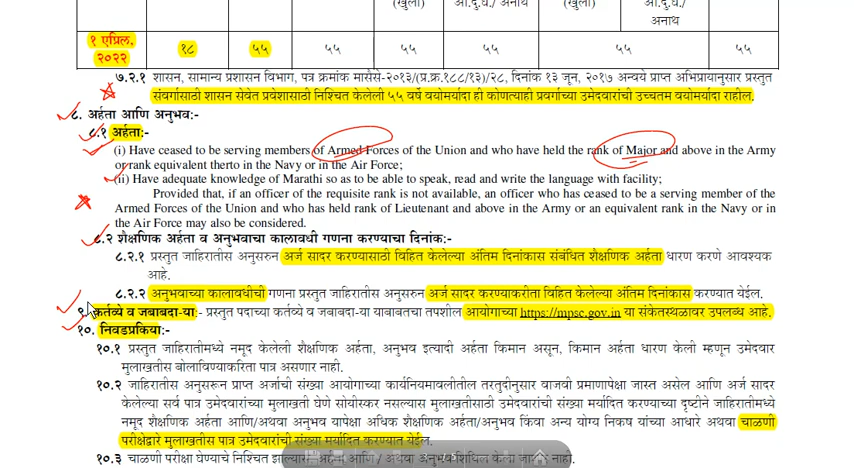 (खुला) आ.दु.घ./ अनाथ (खुला) आ.दु.घ./
अनाथ
१ एप्रिल, २०२२ १८ ५५ ५५ ५५ ५५ ५५ ५५
७.२.१ शासन, सामान्य प्रशासन विभाग, पत्र क्रमांक मासैसे-२०१३/(प्र.क्र.१८८/१३)/२८, दिनांक १३ जून, २०१७ अन्वये प्राप्त अभिप्रायानुसार प्रस्तुत
संवर्गासाठी शासन सेवेत प्रवेशासाठी निश्चित केलेली ५५ वर्षे वयोमर्यादा ही कोणत्याही प्रवर्गाच्या उमेदवारांची उच्चतम वयोमर्यादा राहील.
८. अर्हता आणि अनुभव:-
८.१ अर्हता:-
(i) Have ceased to be serving members of Armed Forces of the Union and who have held the rank of Major and above in the Army
or rank equivalent therto in the Navy or in the Air Force;
(ii) Have adequate knowledge of Marathi so as to be able to speak, read and write the language with facility;
Provided that, if an officer of the requisite rank is not available, an officer who has ceased to be a serving member of the
Armed Forces of the Union and who has held rank of Lieutenant and above in the Army or an equivalent rank in the Navy or in
the Air Force may also be considered.
८.२ शैक्षणिक अर्हता व अनुभवाचा कालावधी गणना करण्याचा दिनांक:-
८.२.१ प्रस्तुत जाहिरातीस अनुसरुन अर्ज सादर करण्यासाठी विहित केलेल्या अंतिम दिनांकास संबंधित शैक्षणिक अर्हता धारण करणे आवश्यक
आहे.
८.२.२ अनुभवाच्या कालावधीची गणना प्रस्तुत जाहिरातीस अनुसरुन अर्ज सादर करण्याकरीता विहित केलेल्या अंतिम दिनांकास करण्यात येईल.
९. कर्तव्ये व जबाबदा-या:- प्रस्तुत पदाच्या कर्तव्ये व जबाबदा-या याबाबतचा तपशील आयोगाच्या https://mpsc.gov.in या संकेतस्थळावर उपलब्ध आहे.
१०. निवडप्रकिया:-
१०.१ प्रस्तुत जाहिरातीमध्ये नमूद केलेली शैक्षणिक अर्हता, अनुभव इत्यादी अर्हता किमान असून, किमान अर्हता धारण केली म्हणून उमेदवार
मुलाखतीस बोलाविण्याकरिता पात्र असणार नाही.
१०.२ जाहिरातीस अनुसरून प्राप्त अर्जाची संख्या आयोगाच्या कार्यनियमावलीतील तरतुदीनुसार वाजवी प्रमाणापेक्षा जास्त असेल आणि अर्ज सादर
केलेल्या सर्व पात्र उमेदवारांच्या मुलाखती घेणे सोयीस्कर नसल्यास मुलाखतीसाठी उमेदवारांची संख्या मर्यादित करण्याच्या दृष्टीने जाहिरातीमध्ये
नमूद शैक्षणिक अर्हता आणि/अथवा अनुभव यापेक्षा अधिक शैक्षणिक अर्हता/अनुभव किंवा अन्य योग्य निकष यांच्या आधारे अथवा चाळणी
परीक्षेद्वारे मुलाखतीस पात्र उमेदवारांची संख्या मर्यादित करण्यात येईल.
१०.३ चाळणी परीक्षा घेण्याचे निश्चित झाल्यास अर्हता आणि / अथवा अनुभव शिथिल केला जाणार नाही.